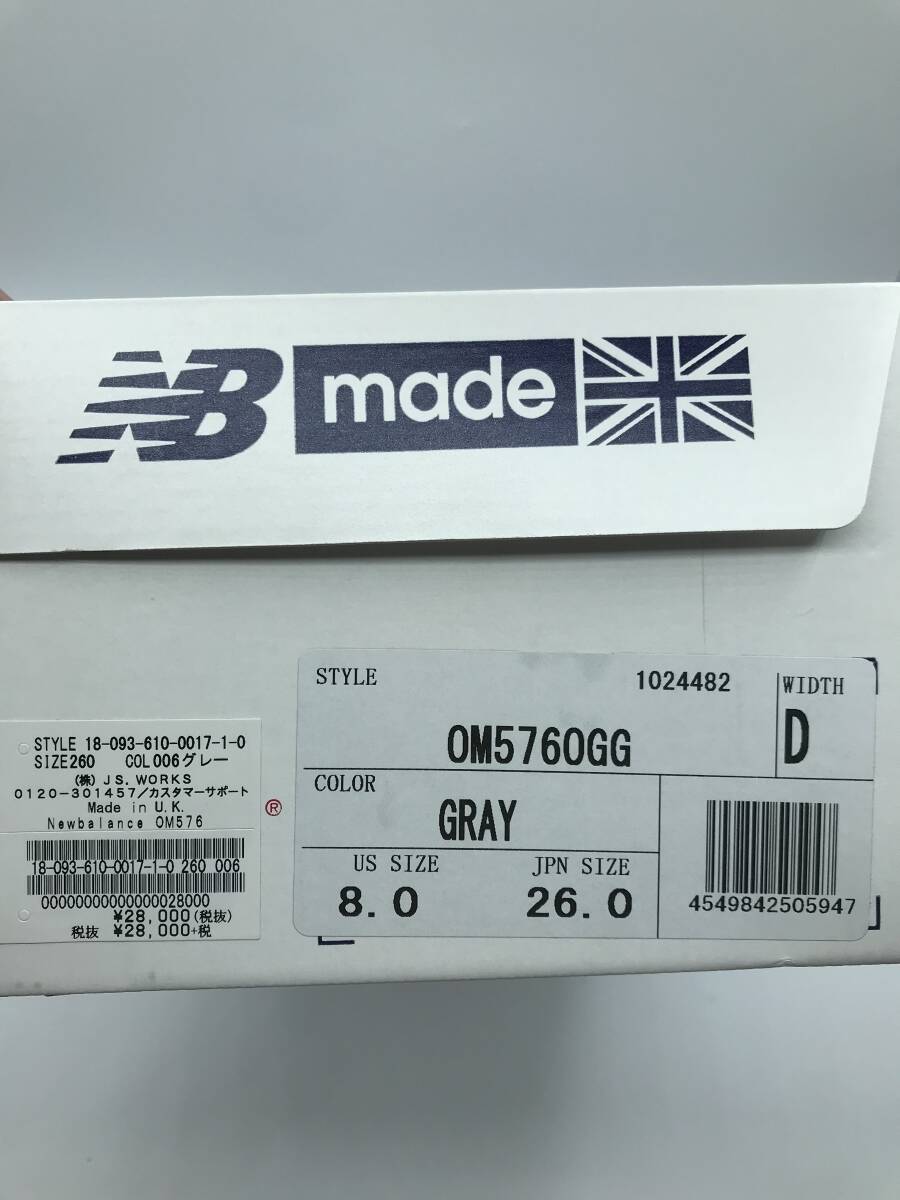 NB made
STYLE 1024482 WIDTH
OM576OGG D
COLOR
GRAY
US SIZE JPN SIZE
8.0 26.0
4549842505947
STYLE 18-093-610-0017-1-0
SIZE260 COL006グレー
(株) JS.WORKS
0120-301457/カスタマーサポート
Made in U.K.
Newbalance OM576
®
18-093-610-0017-1-0 260 006
00000000000000028000
¥28,000(税抜)
税抜 ¥28,000+税